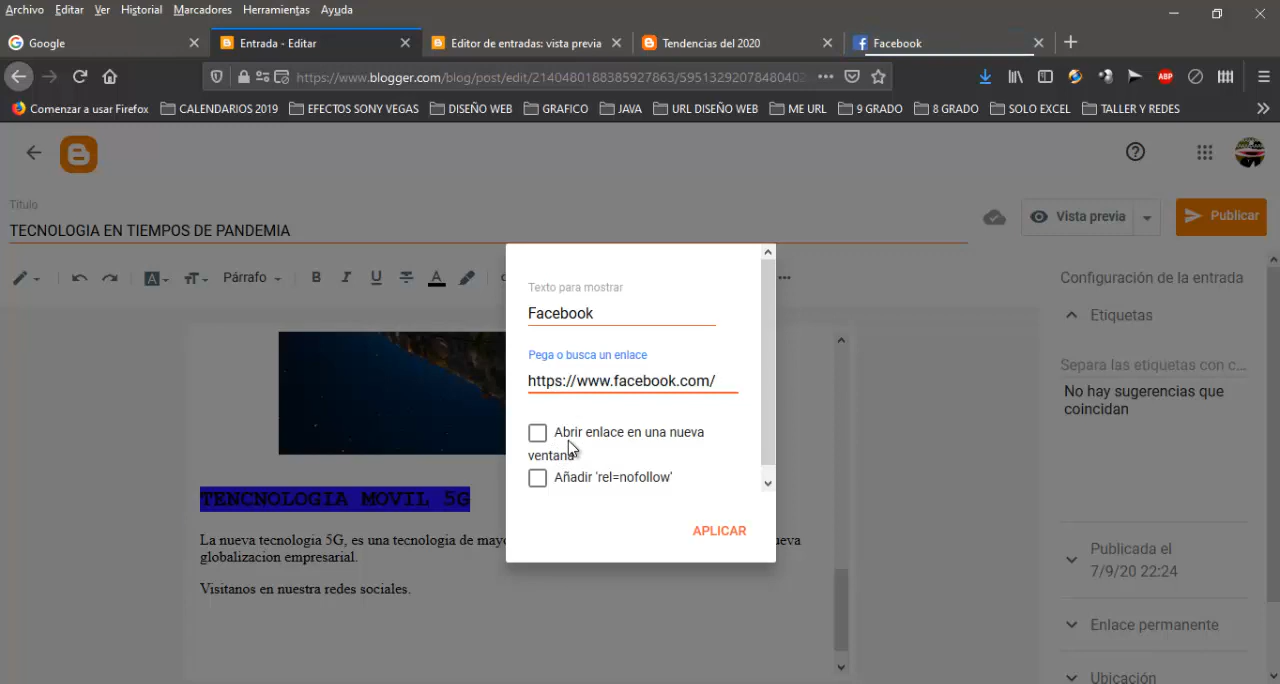 Archivo Editar Ver Historial Marcadores Herramientas Ayuda
Google
Entrada - Editar
Editor de entradas: vista previa
Tendencias del 2020
Facebook
https://www.blogger.com/blog/post/edit/2140480188385927863/59513292078480402
ABP
Comenzar a usar Firefox CALENDARIOS 2019 EFECTOS SONY VEGAS DISEÑO WEB GRAFICO JAVA URL DISEÑO WEB ME URL 9 GRADO 8 GRADO SOLO EXCEL TALLER Y REDES
Título
TECNOLOGIA EN TIEMPOS DE PANDEMIA
Vista previa
Publicar
Párrafo
B I U A
Configuración de la entrada
Etiquetas
Separa las etiquetas con c...
No hay sugerencias que
coincidan
Publicada el
7/9/20 22:24
Enlace permanente
Ubicación
Texto para mostrar
Facebook
Pega o busca un enlace
https://www.facebook.com/
Abrir enlace en una nueva
ventana
Añadir 'rel=nofollow'
APLICAR
TENCNOLOGIA MOVIL 5G
La nueva tecnologia 5G, es una tecnologia de mayo ueva
globalizacion empresarial.
Visitanos en nuestra redes sociales.